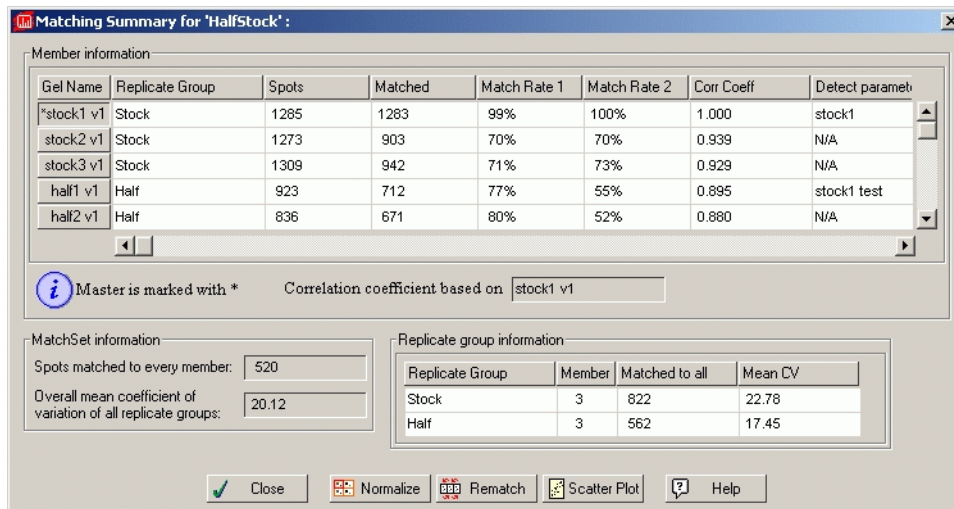 Matching Summary for 'HalfStock' :
Member information
Gel Name Replicate Group Spots Matched Match Rate 1 Match Rate 2 Corr Coeff Detect paramet
*stock1 v1 Stock 1285 1283 99% 100% 1.000 stock1
stock2 v1 Stock 1273 903 70% 70% 0.939 N/A
stock3 v1 Stock 1309 942 71% 73% 0.929 N/A
half1 v1 Half 923 712 77% 55% 0.895 stock1 test
half2 v1 Half 836 671 80% 52% 0.880 N/A
i Master is marked with * Correlation coefficient based on stock1 v1
MatchSet information
Spots matched to every member: 520
Overall mean coefficient of
variation of all replicate groups: 20.12
Replicate group information
Replicate Group Member Matched to all Mean CV
Stock 3 822 22.78
Half 3 562 17.45
Close Normalize Rematch Scatter Plot ? Help